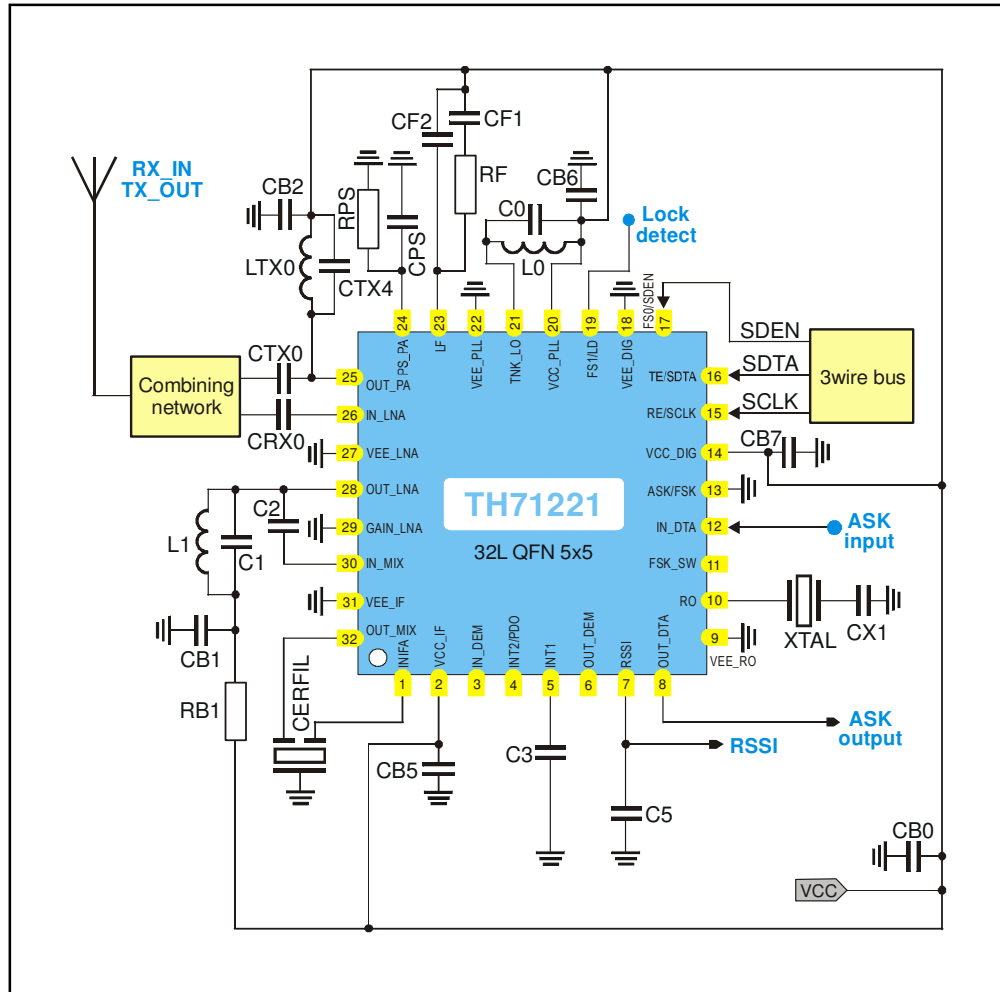 CF2
CF1
RX_IN
TX_OUT
CB2
RPS
CPS
RF
CB6
C0
L0
Lock
detect
LTX0
CTX4
24
23
22
21
20
19
18
17
FS0/SDEN
PS_PA
LF
VEE_PLL
TNK_LO
VCC_PLL
FS1/LD
VEE_DIG
SDEN
SDTA
SCLK
3wire bus
Combining
network
CTX0
CRX0
25
OUT_PA
26
IN_LNA
27
VEE_LNA
28
OUT_LNA
29
GAIN_LNA
30
IN_MIX
31
VEE_IF
32
OUT_MIX
TE/SDTA
16
RE/SCLK
15
VCC_DIG
14
ASK/FSK
13
IN_DTA
12
FSK_SW
11
RO
10
9
VEE_RO
CB7
TH71221
32L QFN 5x5
ASK
input
L1
C1
C2
CB1
RB1
CERFIL
XTAL
CX1
INIFA
VCC_IF
IN_DEM
INT2/PDO
INT1
OUT_DEM
RSSI
OUT_DTA
1
2
3
4
5
6
7
8
ASK
output
RSSI
CB5
C3
C5
CB0
VCC